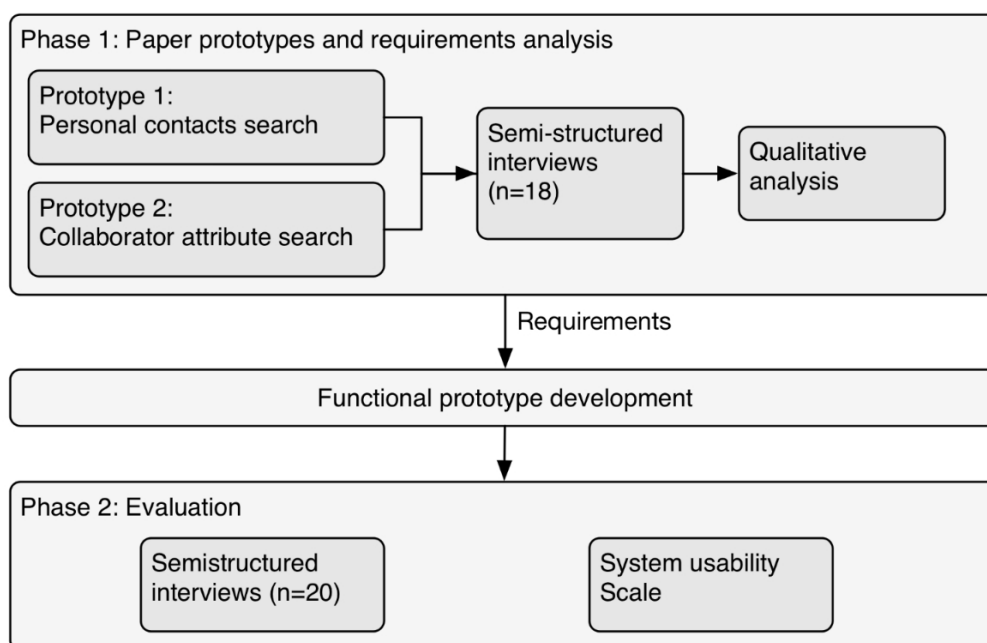 Phase 1: Paper prototypes and requirements analysis
Prototype 1:
Personal contacts search
Prototype 2:
Collaborator attribute search
Semi-structured
interviews
(n=18)
Qualitative
analysis
Requirements
Functional prototype development
Phase 2: Evaluation
Semistructured
interviews (n=20)
System usability
Scale